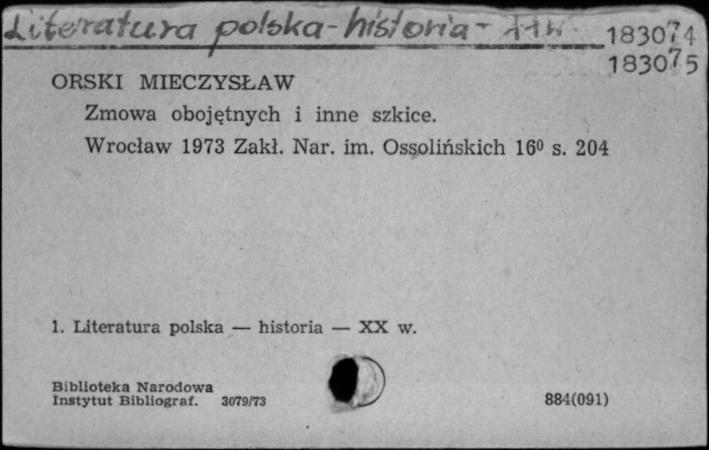 Literatura polska - historia -
183074
183075
ORSKI MIECZYSŁAW
Zmowa obojętnych i inne szkice.
Wrocław 1973 Zakł. Nar. im. Ossolińskich 16⁰ s. 204
1. Literatura polska — historia — XX w.
Biblioteka Narodowa
Instytut Bibliograf. 3079/73
884(091)